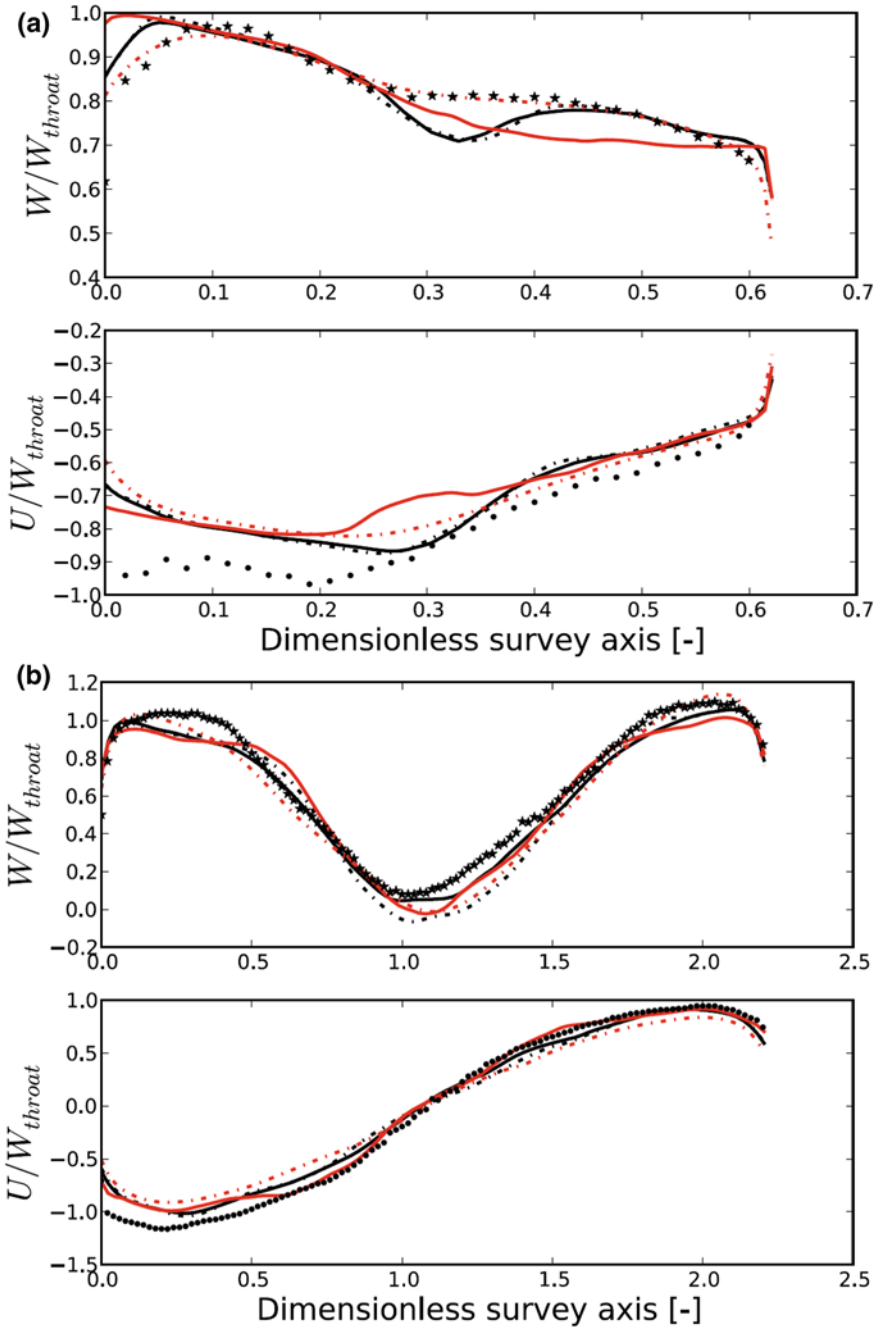 (a)
1.0
0.9
0.8
0.7
0.6
0.5
0.4
W/W_throat
0.0 0.1 0.2 0.3 0.4 0.5 0.6 0.7
−0.2
−0.3
−0.4
−0.5
−0.6
−0.7
−0.8
−0.9
−1.0
U/W_throat
0.0 0.1 0.2 0.3 0.4 0.5 0.6 0.7
Dimensionless survey axis [-]
(b)
1.2
1.0
0.8
0.6
0.4
0.2
0.0
−0.2
W/W_throat
0.0 0.5 1.0 1.5 2.0 2.5
1.0
0.5
0.0
−0.5
−1.0
−1.5
U/W_throat
0.0 0.5 1.0 1.5 2.0 2.5
Dimensionless survey axis [-]